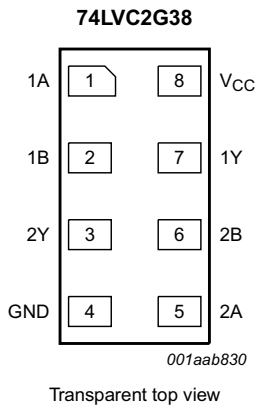 74LVC2G38
1A 1 8 VCC
1B 2 7 1Y
2Y 3 6 2B
GND 4 5 2A
001aab830
Transparent top view